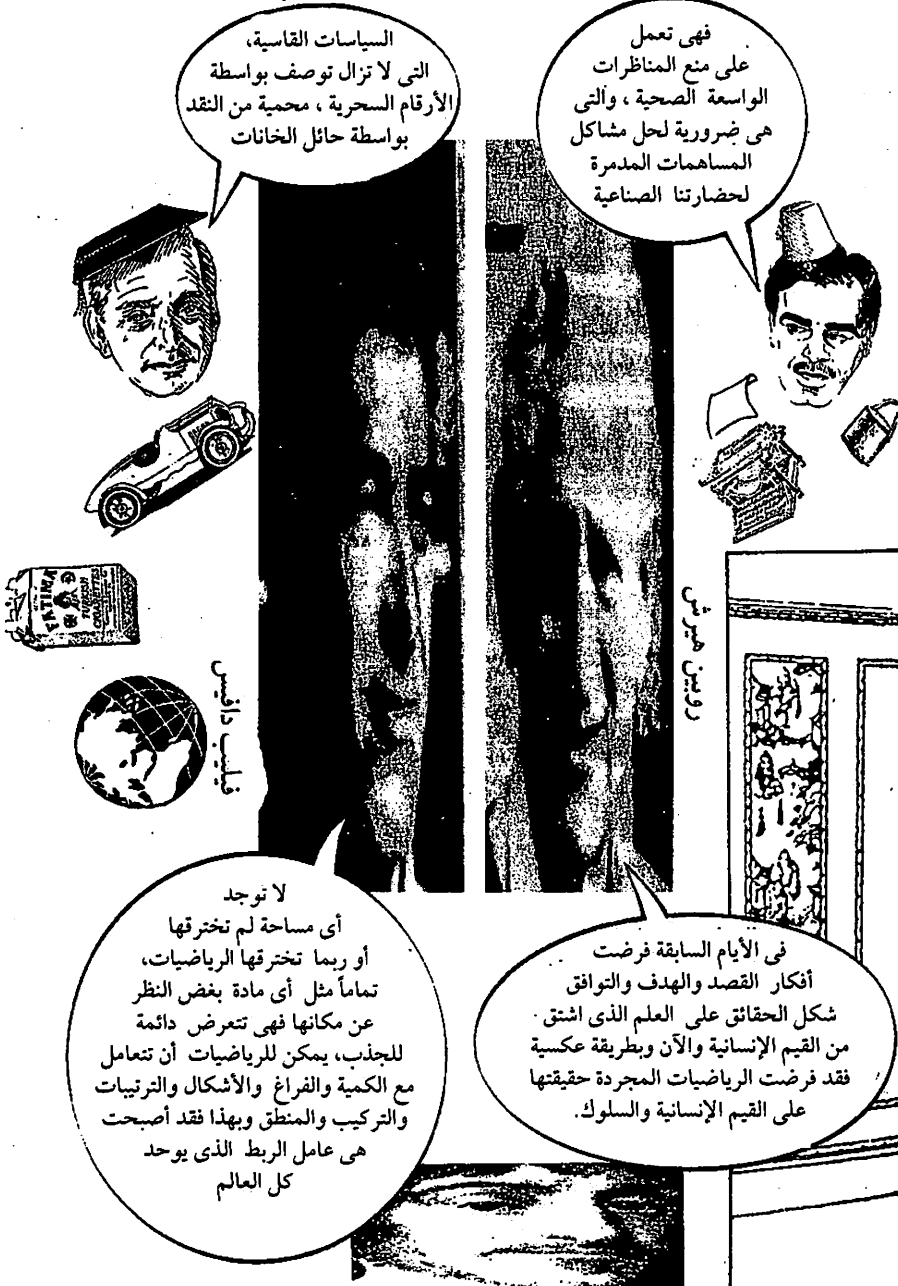 فهى تعمل
على منع المناظرات
الواسعة الصحية ، والتى
هى ضرورية لحل مشاكل
المساهمات المدمرة
لحضارتنا الصناعية
السياسات القاسية،
التى لا تزال توصف بواسطة
الأرقام السحرية ، محمية من النقد
بواسطة حائل الخانات
روبين هيرش
فيليب دافيس
FATIMA
TURKISH
CIGARETTES
فى الأيام السابقة فرضت
أفكار القصد والهدف والتوافق
شكل الحقائق على العلم الذى اشتق
من القيم الإنسانية والآن وبطريقة عكسية
فقد فرضت الرياضيات المجردة حقيقتها
على القيم الإنسانية والسلوك.
لا توجد
أى مساحة لم تخترقها
أو ربما تخترقها الرياضيات،
تماماً مثل أى مادة بغض النظر
عن مكانها فهى تتعرض دائمة
للجذب، يمكن للرياضيات أن تتعامل
مع الكمية والفراغ والأشكال والترتيبات
والتركيب والمنطق وبهذا فقد أصبحت
هى عامل الربط الذى يوحد
كل العالم